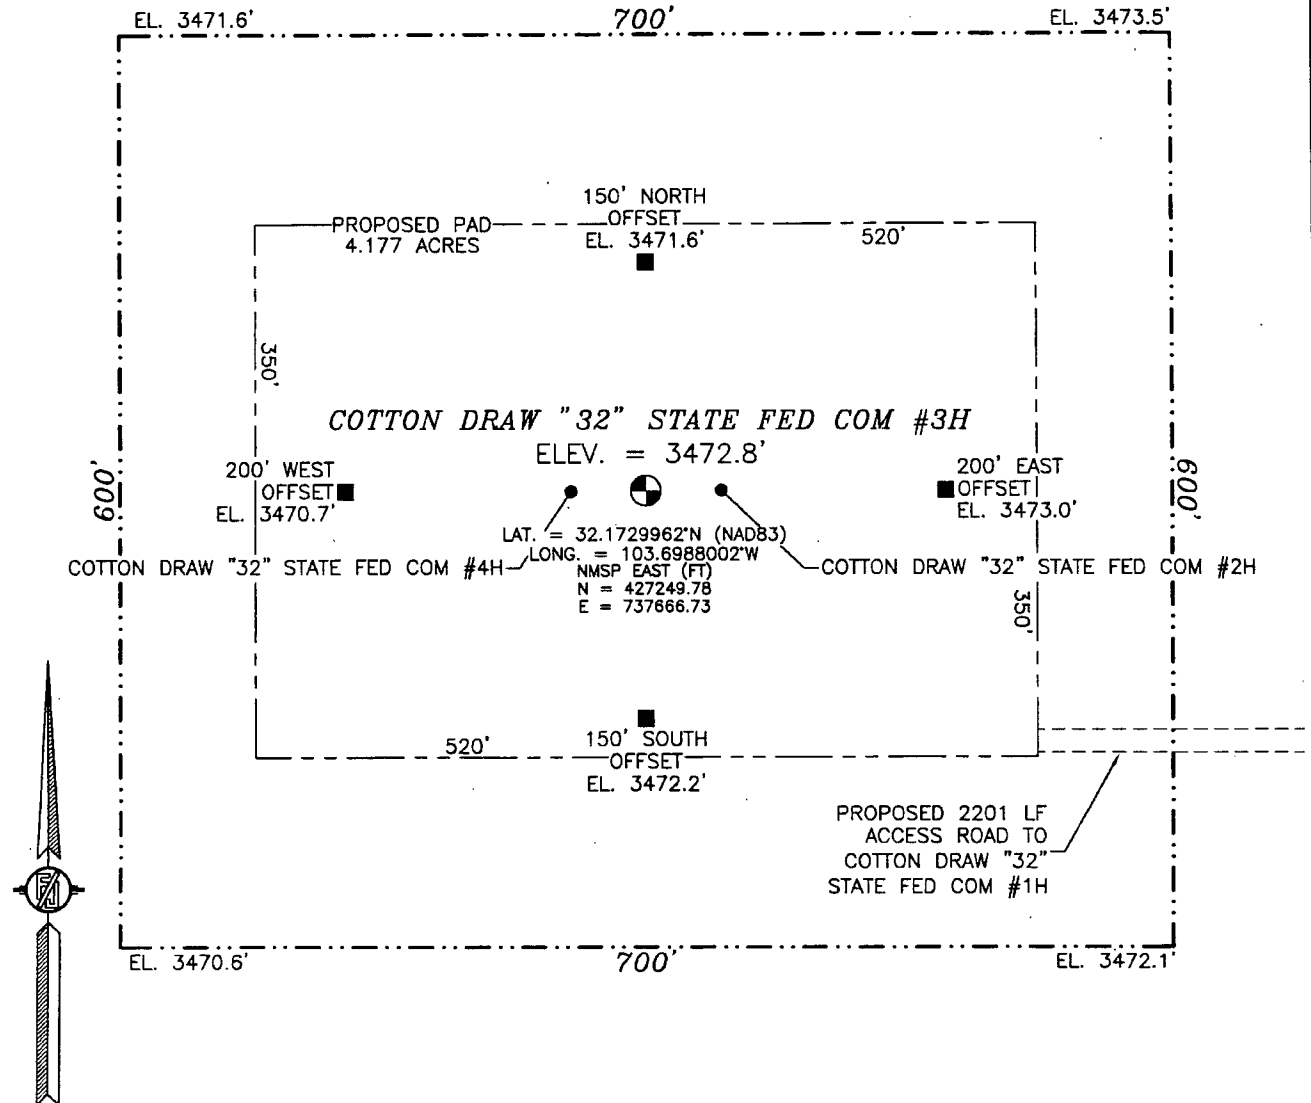 EL. 3471.6'
700'
EL. 3473.5'
150' NORTH
OFFSET
EL. 3471.6'
PROPOSED PAD
4.177 ACRES
520'
350'
COTTON DRAW "32" STATE FED COM #3H
ELEV. = 3472.8'
600'
200' WEST
OFFSET
EL. 3470.7'
200' EAST
OFFSET
EL. 3473.0'
600'
LAT. = 32.1729962°N (NAD83)
LONG. = 103.6988002°W
NMSP EAST (FT)
N = 427249.78
E = 737666.73
COTTON DRAW "32" STATE FED COM #4H
COTTON DRAW "32" STATE FED COM #2H
350'
520'
150' SOUTH
OFFSET
EL. 3472.2'
PROPOSED 2201 LF
ACCESS ROAD TO
COTTON DRAW "32"
STATE FED COM #1H
EL. 3470.6'
700'
EL. 3472.1'